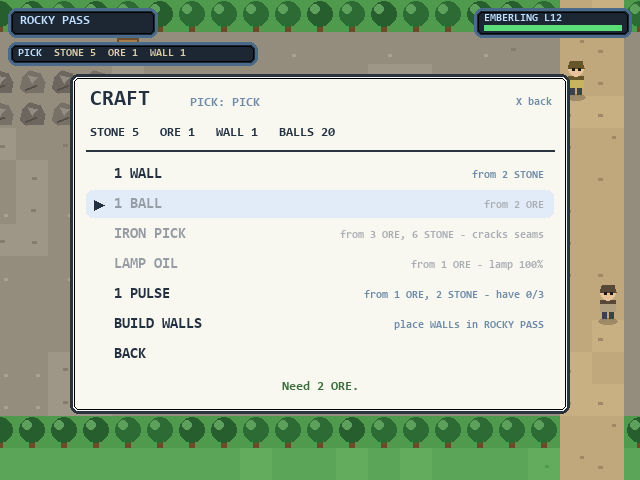 ROCKY PASS
EMBERLING L12
PICK STONE 5 ORE 1 WALL 1
CRAFT PICK: PICK X back
STONE 5 ORE 1 WALL 1 BALLS 20
1 WALL from 2 STONE
▶ 1 BALL from 2 ORE
IRON PICK from 3 ORE, 6 STONE - cracks seams
LAMP OIL from 1 ORE - lamp 100%
1 PULSE from 1 ORE, 2 STONE - have 0/3
BUILD WALLS place WALLs in ROCKY PASS
BACK
Need 2 ORE.